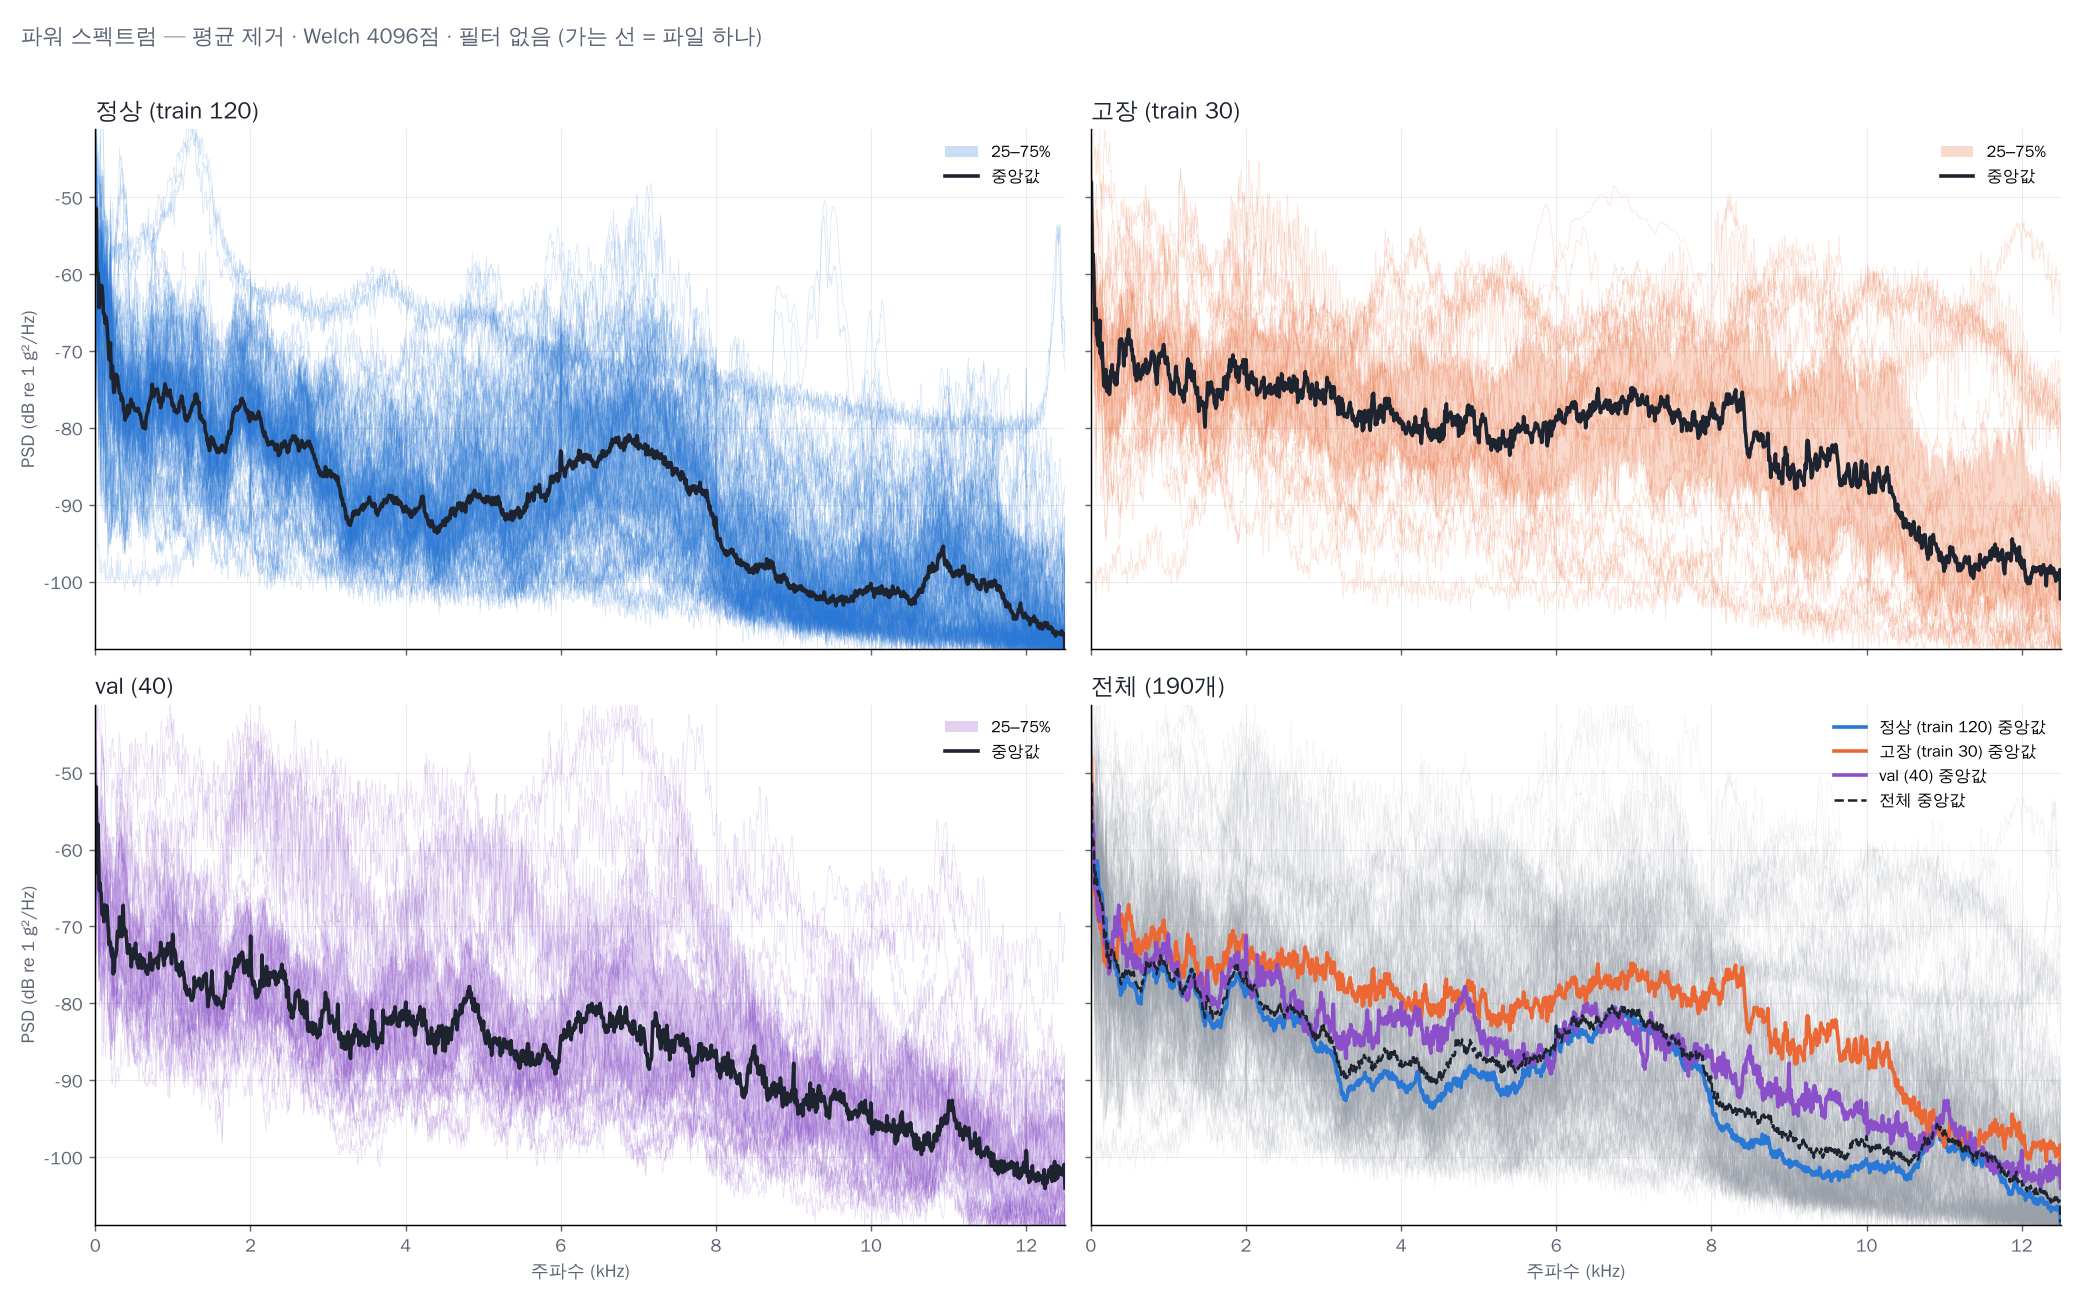 파워 스펙트럼 — 평균 제거 · Welch 4096점 · 필터 없음 (가는 선 = 파일 하나)
정상 (train 120)
25–75%
중앙값
PSD (dB re 1 g²/Hz)
-50
-60
-70
-80
-90
-100
고장 (train 30)
25–75%
중앙값
val (40)
25–75%
중앙값
PSD (dB re 1 g²/Hz)
-50
-60
-70
-80
-90
-100
0 2 4 6 8 10 12
주파수 (kHz)
전체 (190개)
정상 (train 120) 중앙값
고장 (train 30) 중앙값
val (40) 중앙값
전체 중앙값
0 2 4 6 8 10 12
주파수 (kHz)